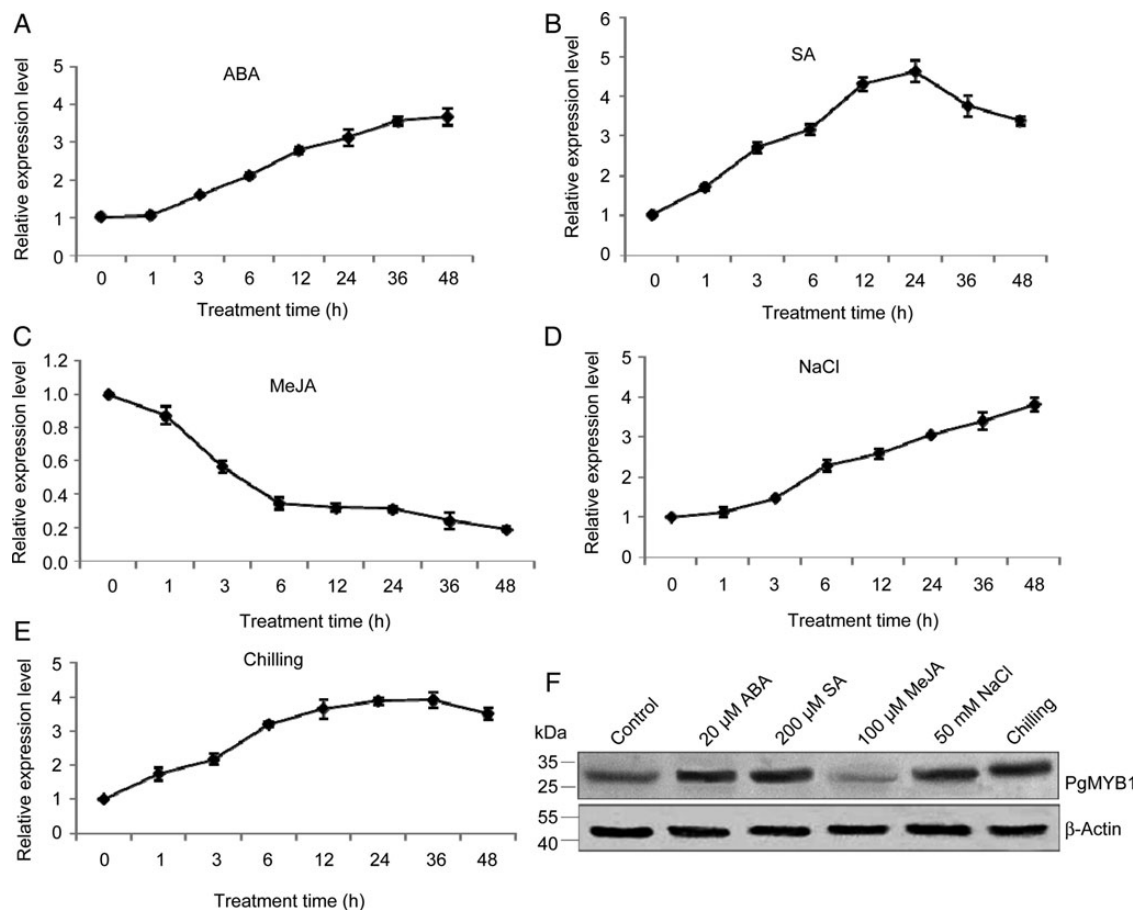 A
ABA
Relative expression level
5
4
3
2
1
0
0 1 3 6 12 24 36 48
Treatment time (h)
B
SA
Relative expression level
6
5
4
3
2
1
0
0 1 3 6 12 24 36 48
Treatment time (h)
C
MeJA
Relative expression level
1.2
1.0
0.8
0.6
0.4
0.2
0.0
0 1 3 6 12 24 36 48
Treatment time (h)
D
NaCl
Relative expression level
5
4
3
2
1
0
0 1 3 6 12 24 36 48
Treatment time (h)
E
Chilling
Relative expression level
5
4
3
2
1
0
0 1 3 6 12 24 36 48
Treatment time (h)
F
Control
20 µM ABA
200 µM SA
100 µM MeJA
50 mM NaCl
Chilling
kDa
35
25
PgMYB1
55
40
β-Actin